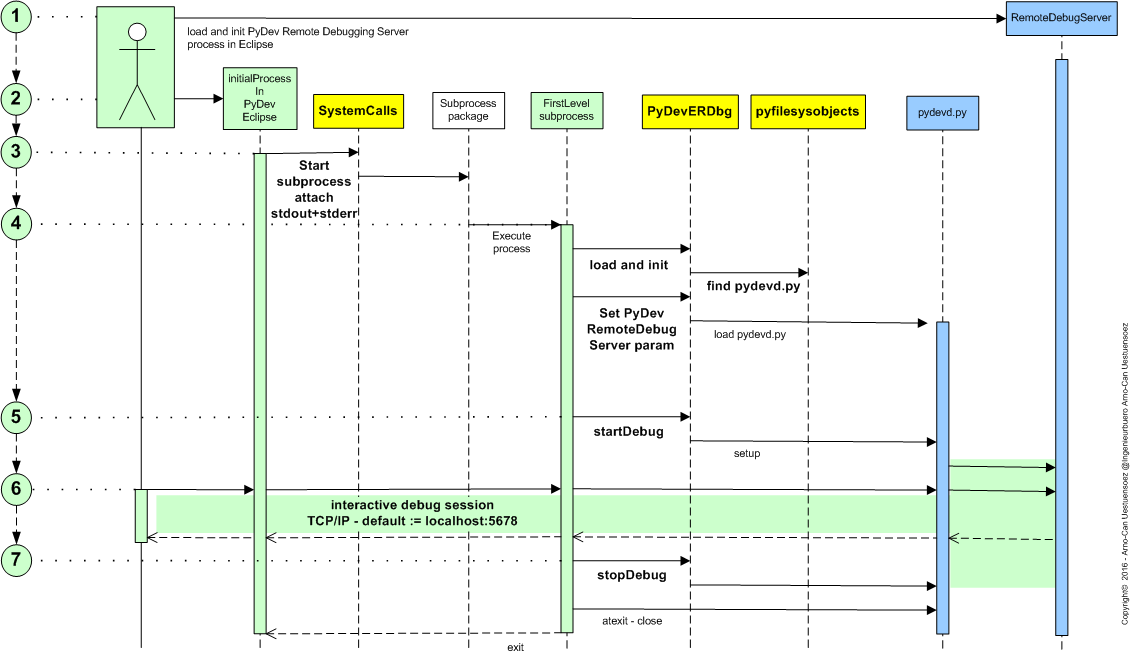 1
load and init PyDev Remote Debugging Server
process in Eclipse
RemoteDebugServer
2
initialProcess
In
PyDev
Eclipse
SystemCalls
Subprocess
package
FirstLevel
subprocess
PyDevERDbg
pyfilesysobjects
pydevd.py
3
Start
subprocess
attach
stdout+stderr
4
Execute
process
load and init
find pydevd.py
Set PyDev
RemoteDebug
Server param
load pydevd.py
5
startDebug
setup
6
interactive debug session
TCP/IP - default := localhost:5678
7
stopDebug
atexit - close
exit
Copyright© 2016 - Arno-Can Uestuensoez @Ingenieurbuero Arno-Can Uestuensoez